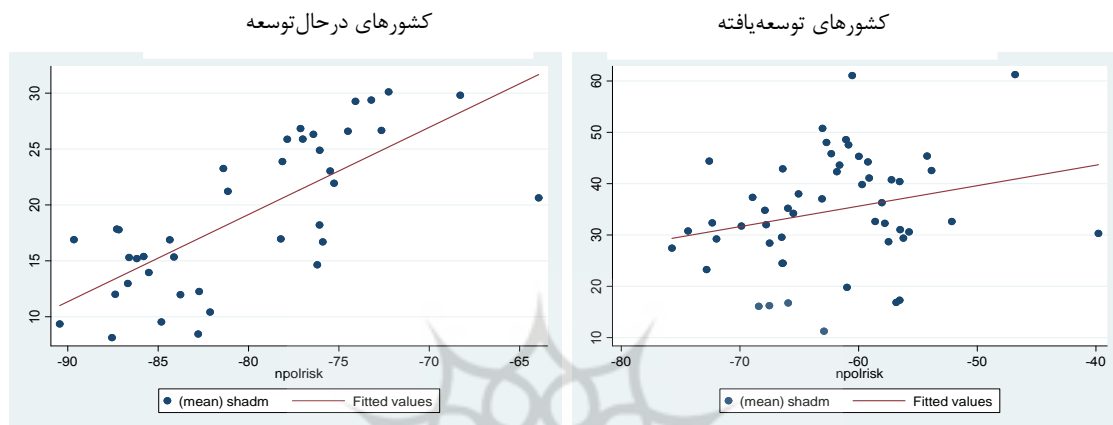 کشورهای توسعه‌یافته
کشورهای درحال‌توسعه
30
25
20
15
10
-90 -85 -80 -75 -70 -65
npolrisk
(mean) shadm Fitted values
60
50
40
30
20
10
-80 -70 -60 -50 -40
npolrisk
(mean) shadm Fitted values